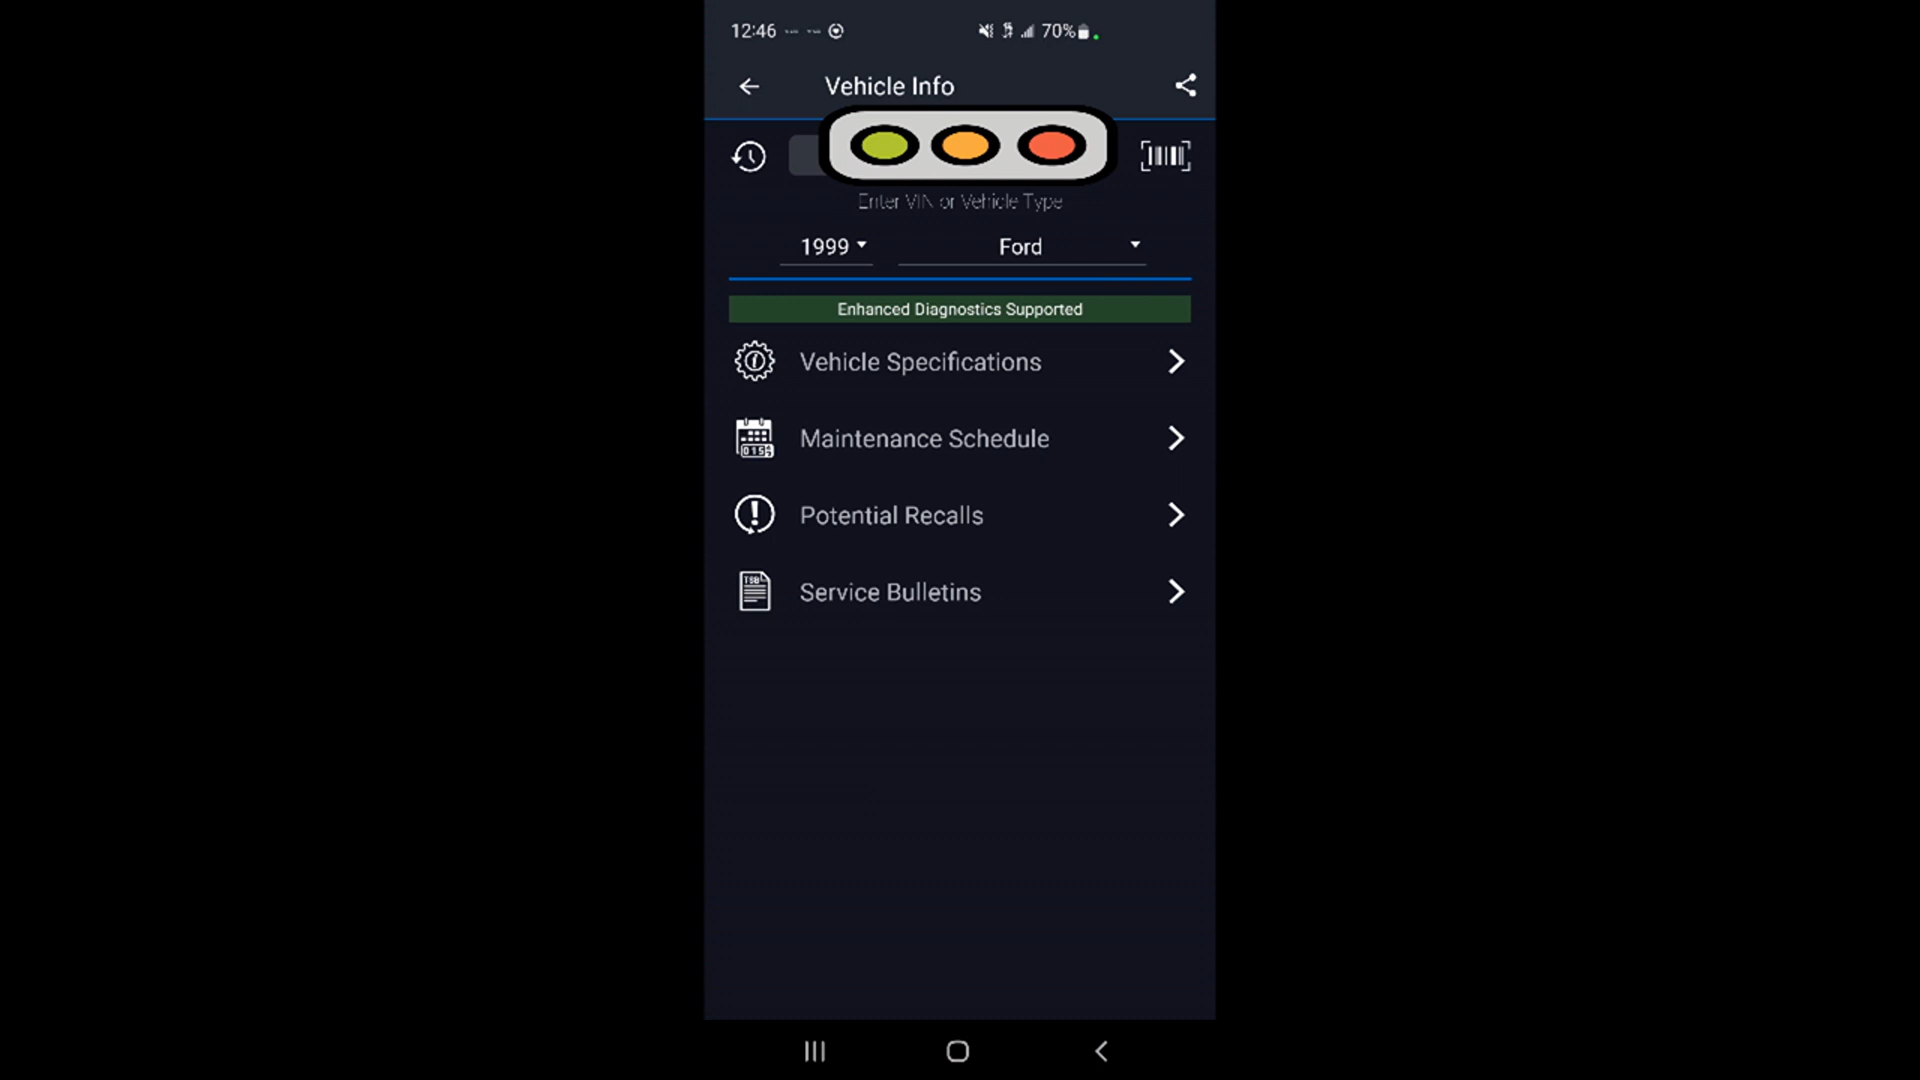 12:46 70%
Vehicle Info
Enter VIN or Vehicle Type
1999 Ford
Enhanced Diagnostics Supported
Vehicle Specifications
Maintenance Schedule
Potential Recalls
TSB
Service Bulletins